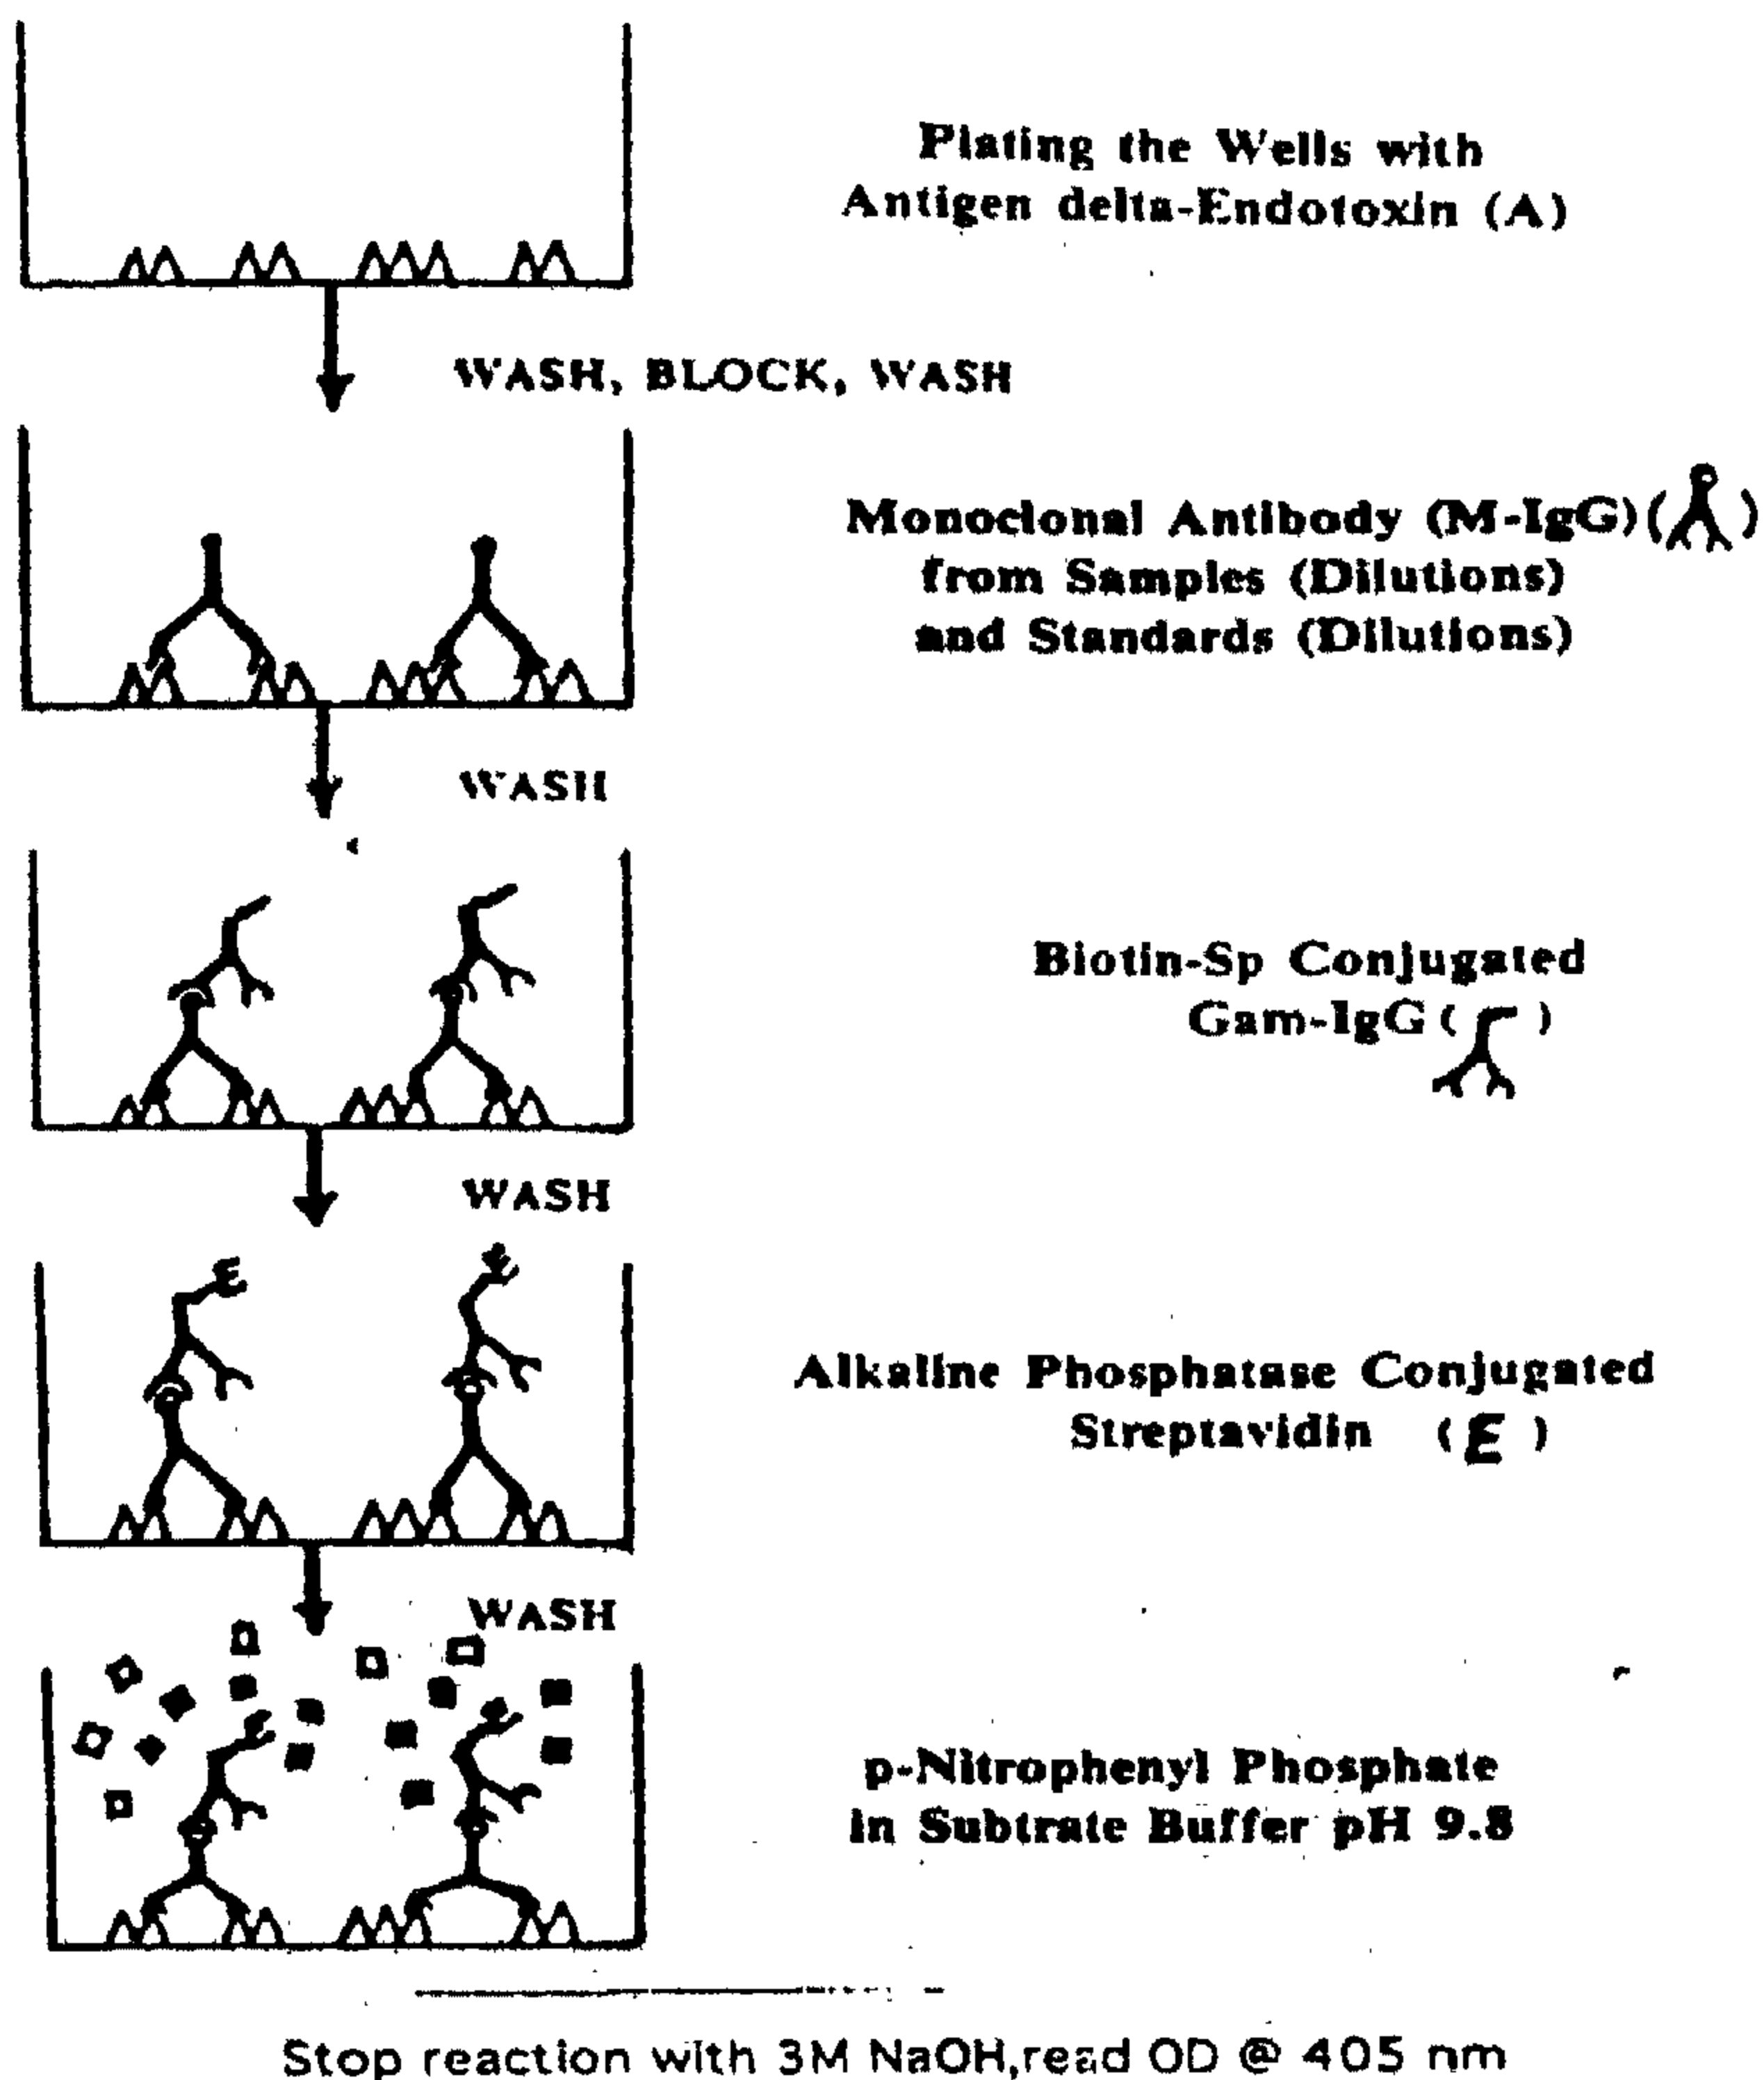 Plating the Wells with
Antigen delta-Endotoxin (A)
WASH, BLOCK, WASH
Monoclonal Antibody (M-IgG)( )
from Samples (Dilutions)
and Standards (Dilutions)
WASH
Biotin-Sp Conjugated
Gam-IgG ( )
WASH
Alkaline Phosphatase Conjugated
Streptavidin (E)
WASH
p-Nitrophenyl Phosphate
in Subtrate Buffer pH 9.8
Stop reaction with 3M NaOH,read OD @ 405 nm